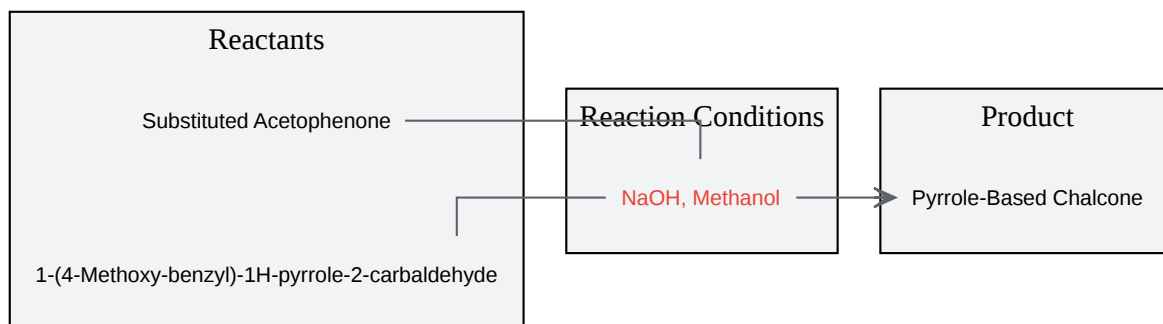 Reactants
Substituted Acetophenone
1-(4-Methoxy-benzyl)-1H-pyrrole-2-carbaldehyde
Reaction Conditions
NaOH, Methanol
Product
Pyrrole-Based Chalcone